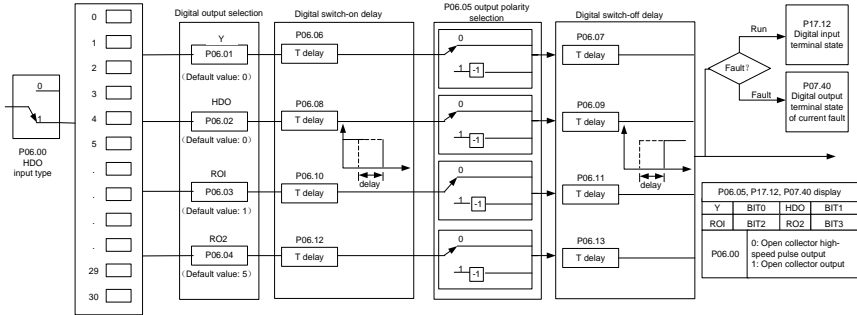 Digital output selection
Digital switch-on delay
P06.05 output polarity
selection
Digital switch-off delay
0
1
2
3
4
5
.
.
.
.
29
30
0
1
P06.00
HDO
input type
Y
P06.01
(Default value: 0)
HDO
P06.02
(Default value: 0)
ROI
P06.03
(Default value: 1)
RO2
P06.04
(Default value: 5)
P06.06
T delay
P06.08
T delay
delay
P06.10
T delay
P06.12
T delay
0
1
-1
0
1
-1
0
1
-1
0
1
-1
P06.07
T delay
P06.09
T delay
delay
P06.11
T delay
P06.13
T delay
Run
Fault?
Fault
P17.12
Digital input
terminal state
P07.40
Digital output
terminal state
of current fault
P06.05, P17.12, P07.40 display
Y BIT0 HDO BIT1
ROI BIT2 RO2 BIT3
P06.00
0: Open collector high-
speed pulse output
1: Open collector output